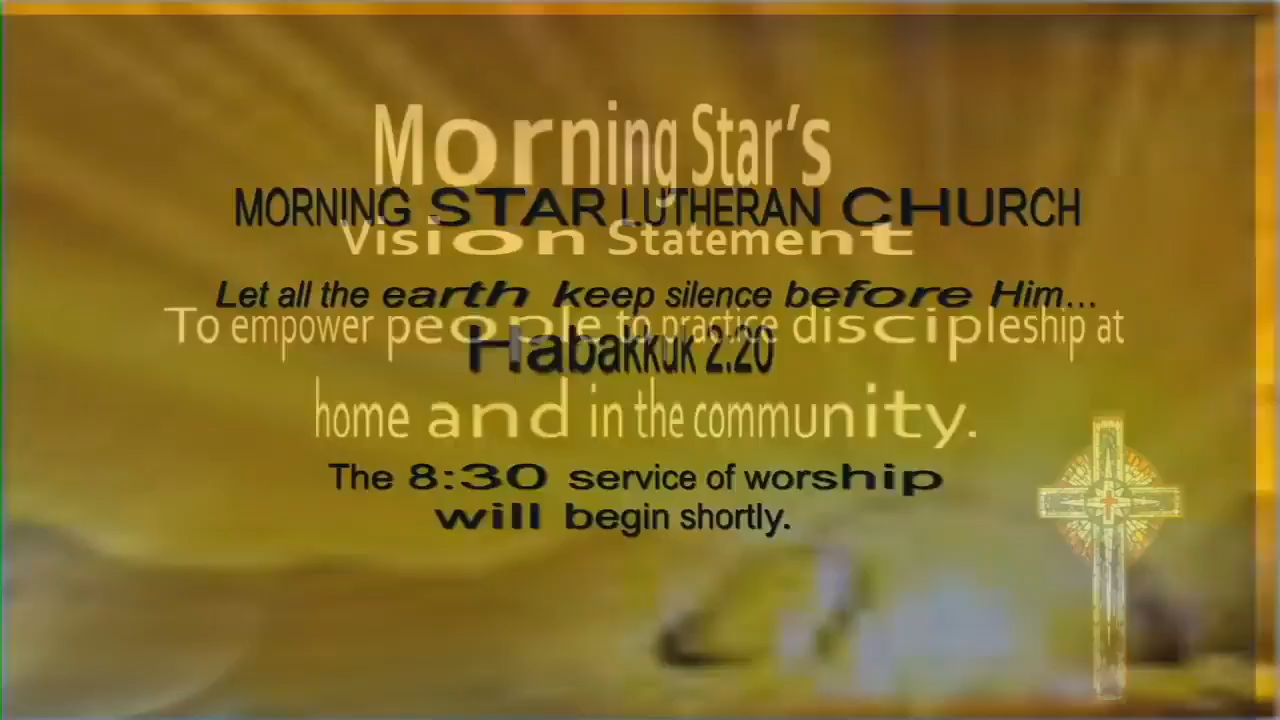 Morning Star's
MORNING STAR LUTHERAN CHURCH
Vision Statement
Let all the earth keep silence before Him...
To empower people to practice discipleship at
Habakkuk 2.20
home and in the community.
The 8:30 service of worship
will begin shortly.